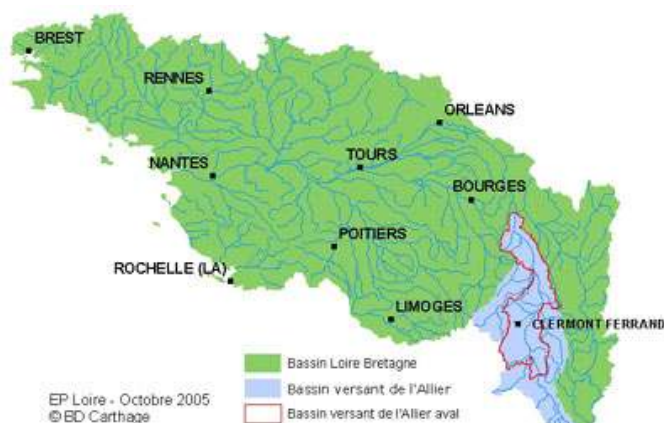 BREST
RENNES
ORLEANS
NANTES
TOURS
BOURGES
POITIERS
ROCHELLE (LA)
LIMOGES
CLERMONT FERRAND
Bassin Loire Bretagne
Bassin versant de l'Allier
Bassin versant de l'Allier aval
EP Loire - Octobre 2005
© BD Carthage